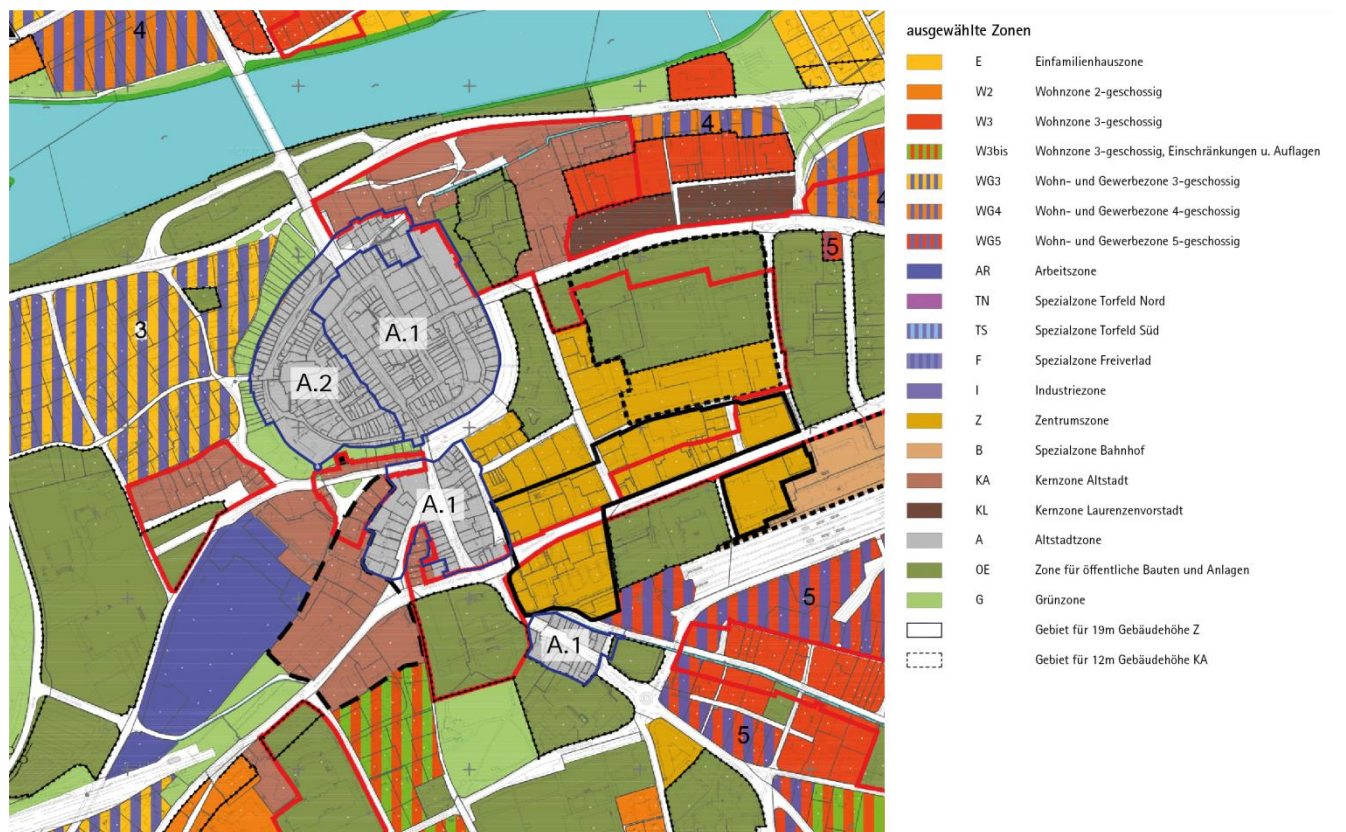 4
4
4
5
3
A.1
A.2
A.1
A.1
5
5
ausgewählte Zonen
E Einfamilienhauszone
W2 Wohnzone 2-geschossig
W3 Wohnzone 3-geschossig
W3bis Wohnzone 3-geschossig, Einschränkungen u. Auflagen
WG3 Wohn- und Gewerbezone 3-geschossig
WG4 Wohn- und Gewerbezone 4-geschossig
WG5 Wohn- und Gewerbezone 5-geschossig
AR Arbeitszone
TN Spezialzone Torfeld Nord
TS Spezialzone Torfeld Süd
F Spezialzone Freiverlad
I Industriezone
Z Zentrumszone
B Spezialzone Bahnhof
KA Kernzone Altstadt
KL Kernzone Laurenzenvorstadt
A Altstadtzone
OE Zone für öffentliche Bauten und Anlagen
G Grünzone
Gebiet für 19m Gebäudehöhe Z
Gebiet für 12m Gebäudehöhe KA